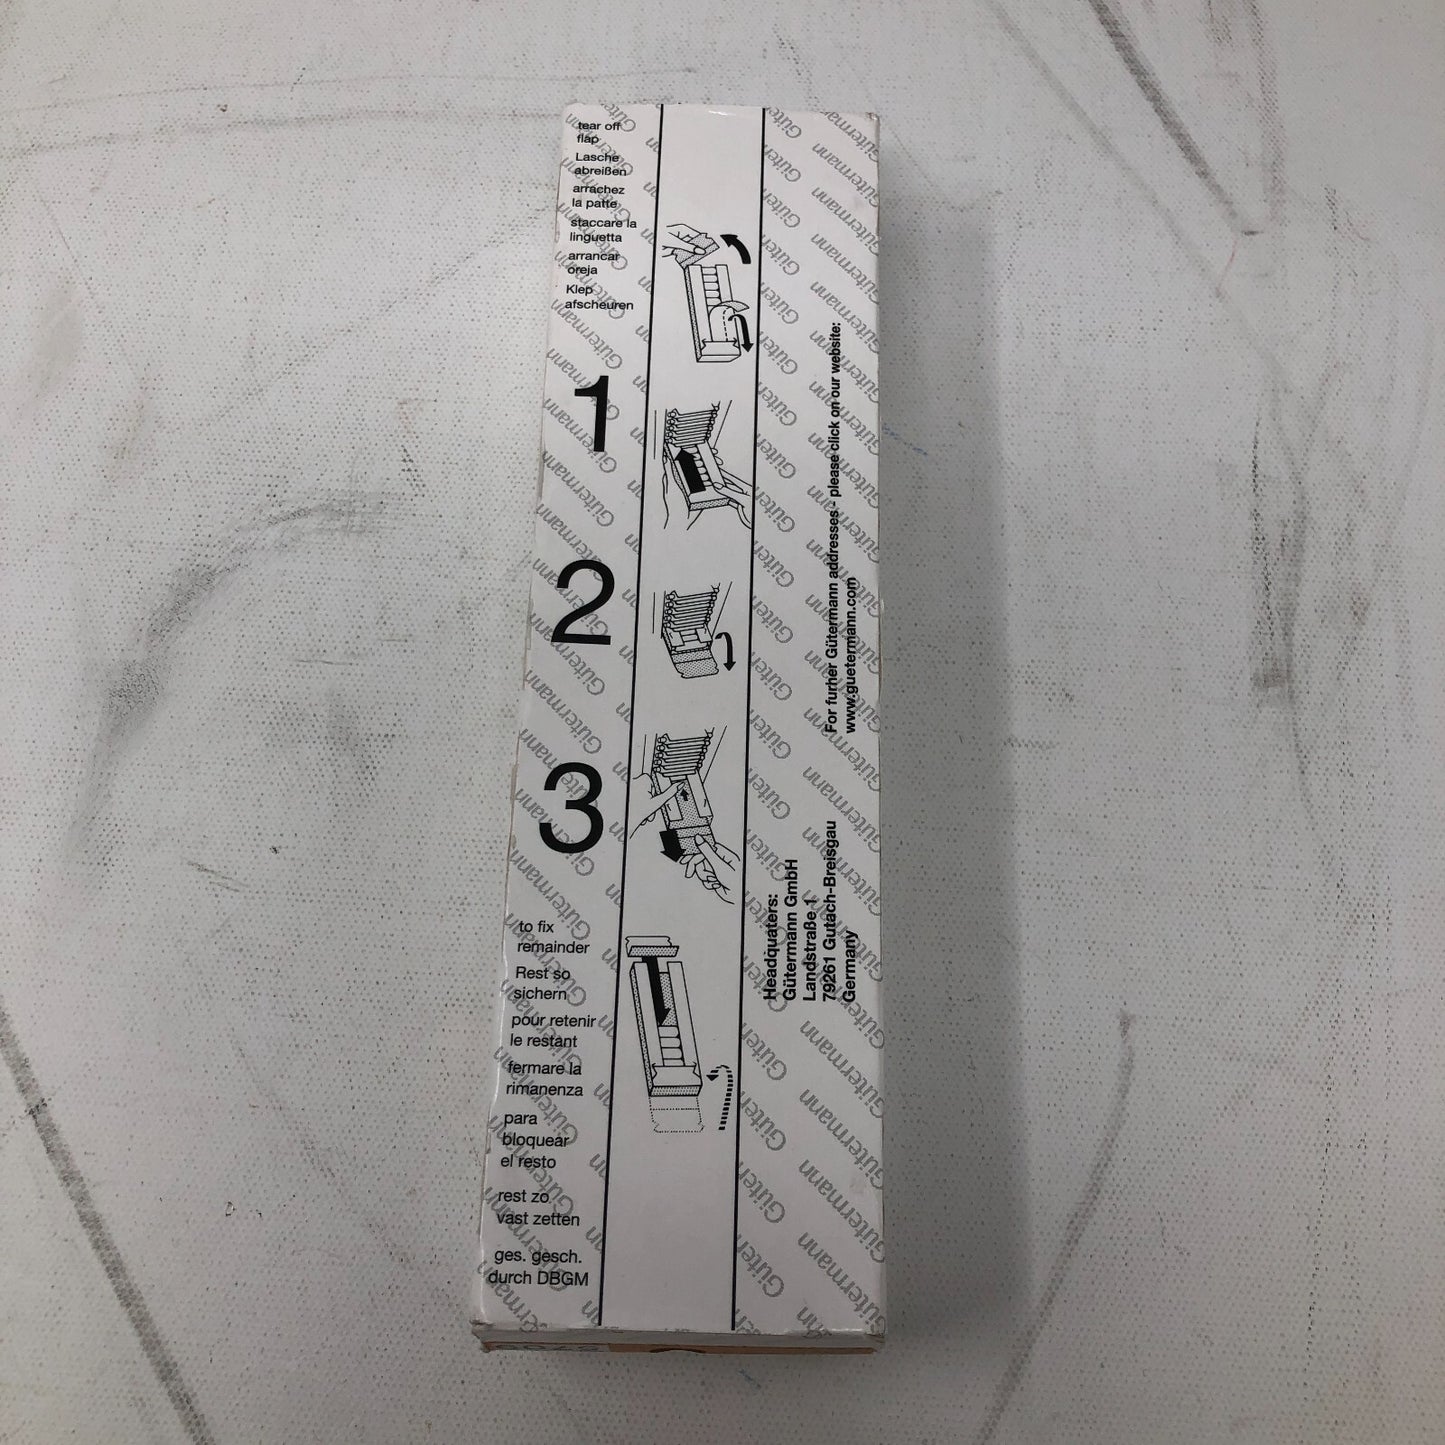 tear off
flap
Lasche
abreißen
arrachez
la patte
staccare la
linguetta
arrancar
oreja
Klep
afscheuren
1
2
3
to fix
remainder
Rest so
sichern
pour retenir
le restant
fermare la
rimanenza
para
bloquear
el resto
rest zo
vast zetten
ges. gesch.
durch DBGM
Headquaters:
Gütermann GmbH
Landstraße 1
79261 Gutach-Breisgau
Germany
For furher Gütermann addresses - please click on our website:
www.guetermann.com
Gütermann